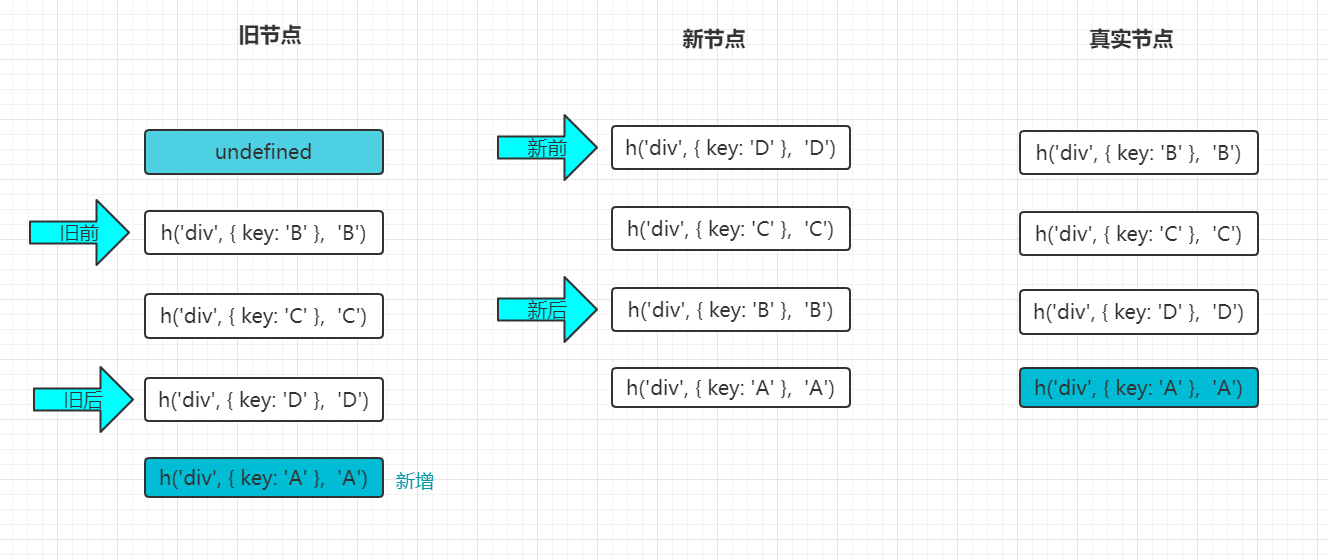 旧节点
新节点
真实节点
undefined
新前
h('div', { key: 'D' },  'D')
h('div', { key: 'B' },  'B')
旧前
h('div', { key: 'B' },  'B')
h('div', { key: 'C' },  'C')
h('div', { key: 'C' },  'C')
h('div', { key: 'C' },  'C')
新后
h('div', { key: 'B' },  'B')
h('div', { key: 'D' },  'D')
旧后
h('div', { key: 'D' },  'D')
h('div', { key: 'A' },  'A')
h('div', { key: 'A' },  'A')
h('div', { key: 'A' },  'A')
新增